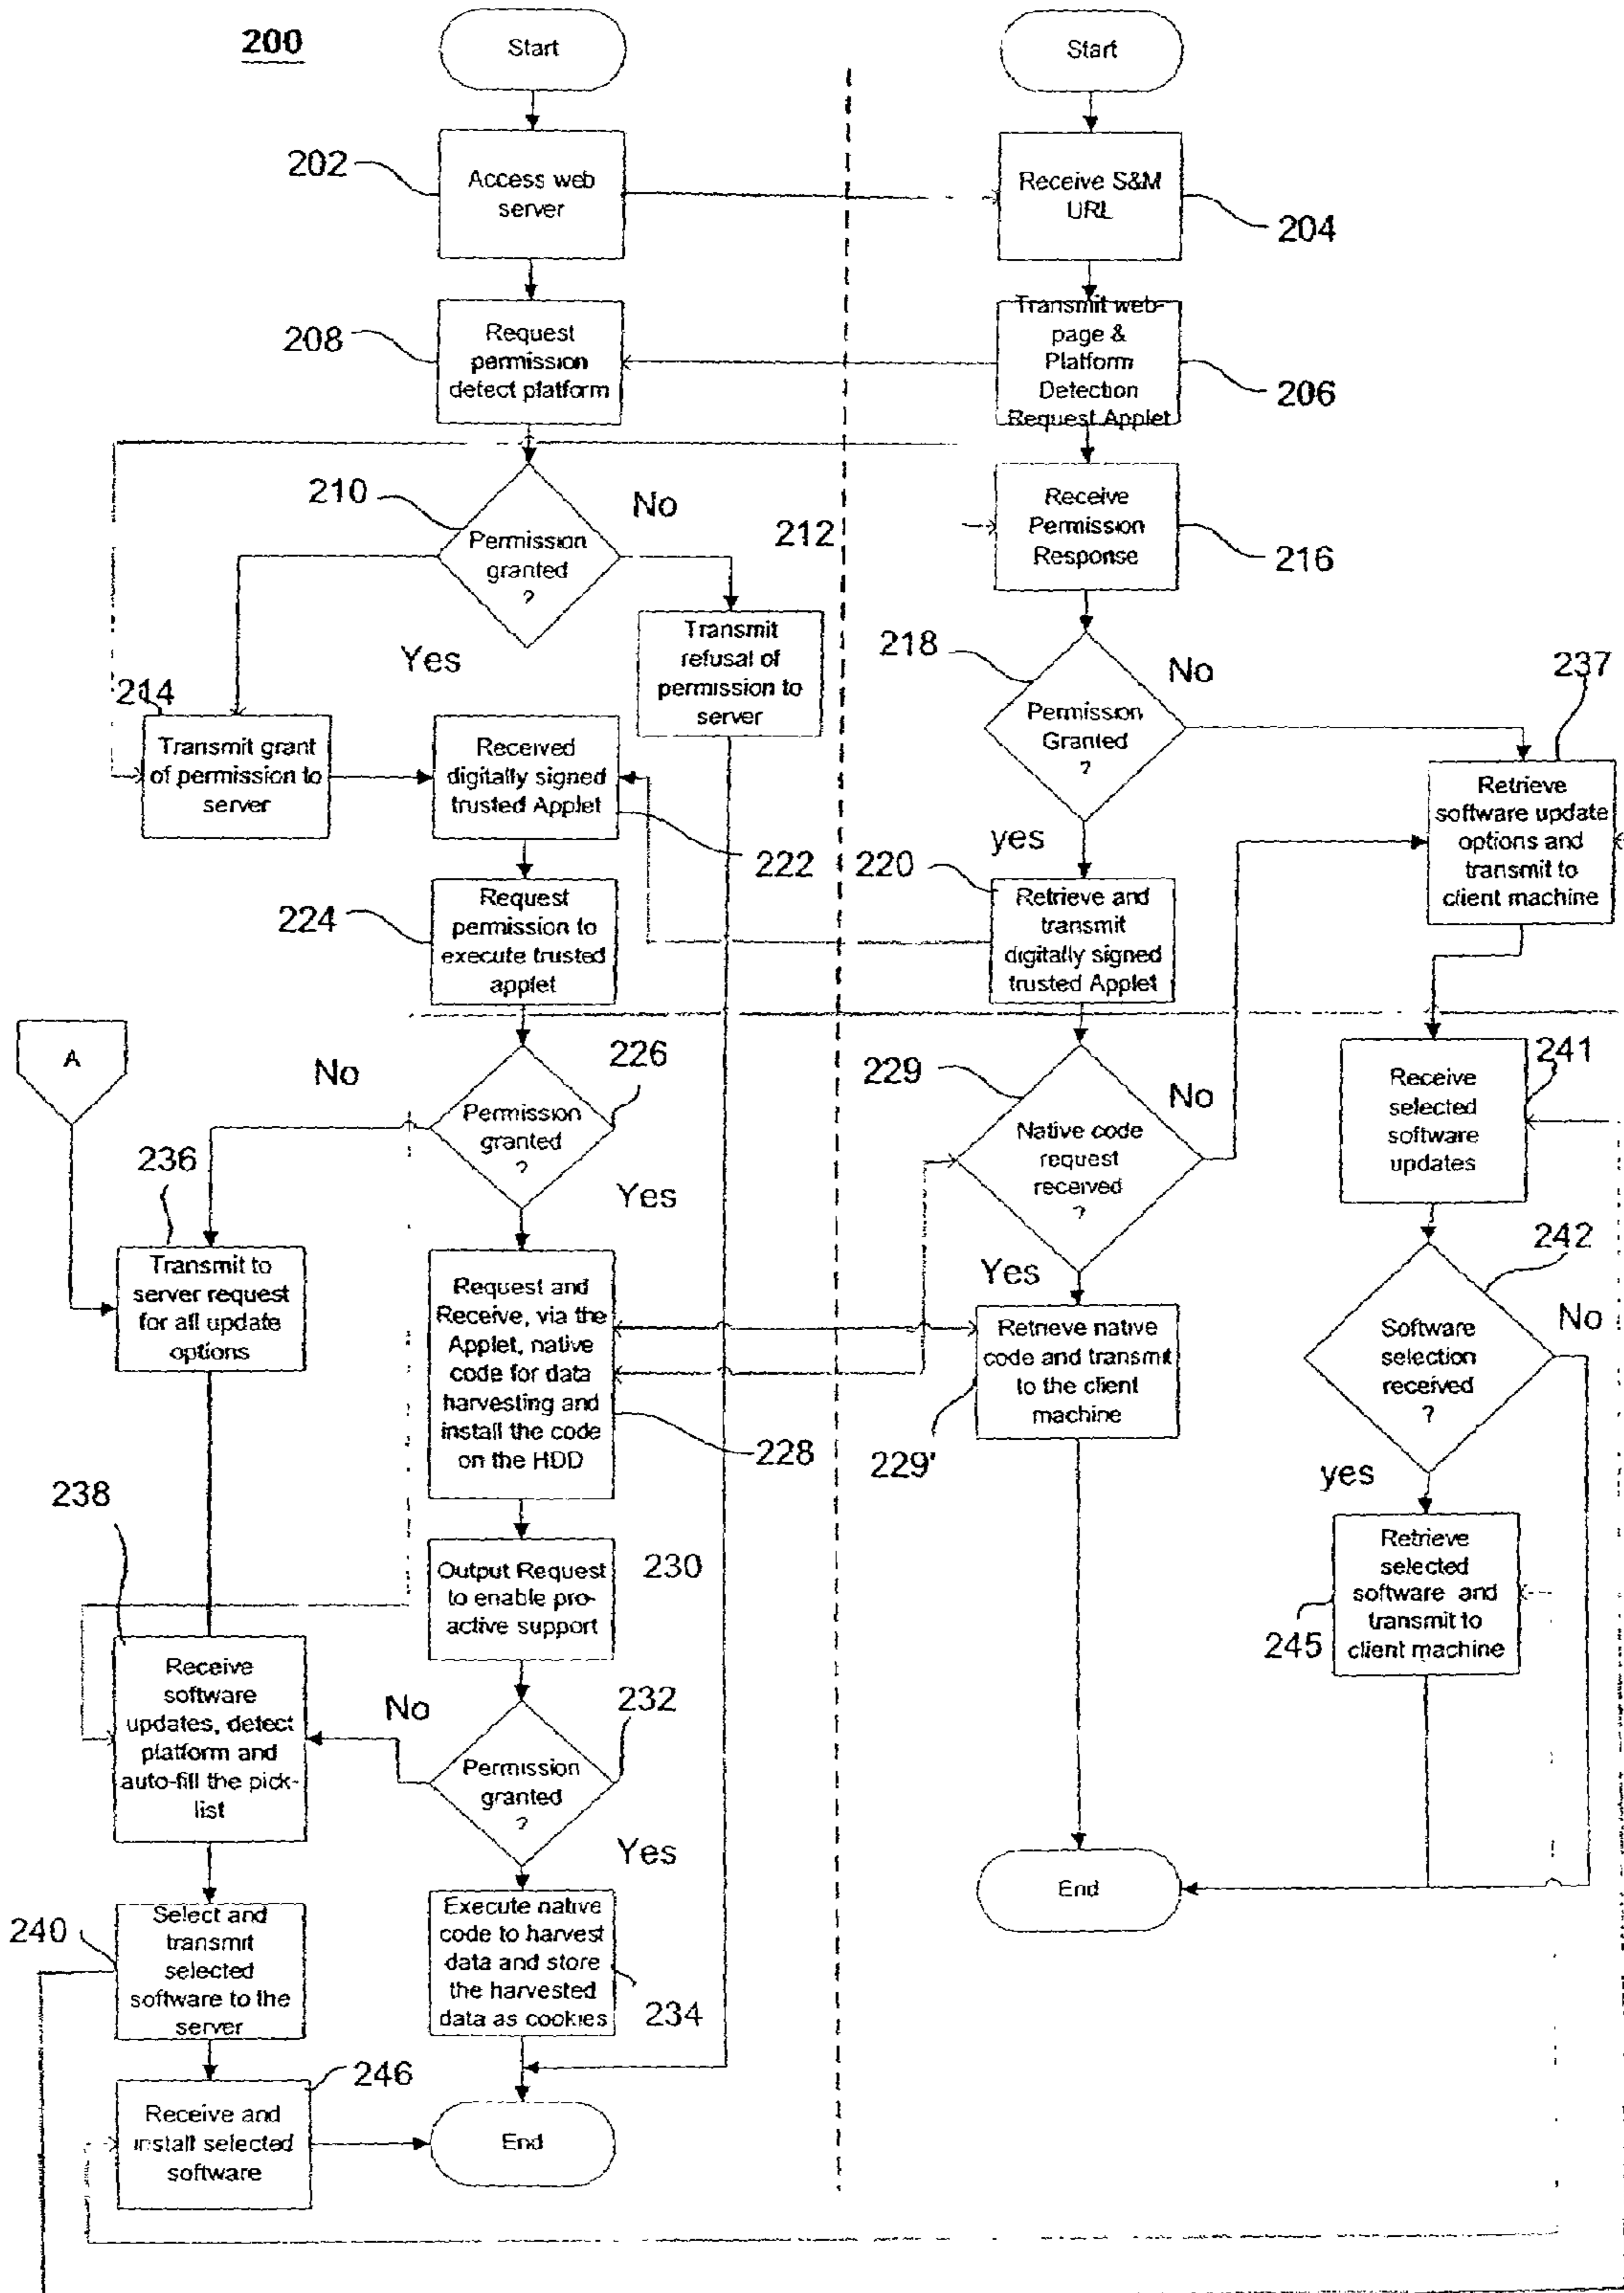 200
Start
Start
202
Access web
server
Receive S&M
URL
204
208
Request
permission
detect platform
Transmit web-
page &
Platform
Detection
Request Applet
206
210
Permission
granted
?
No
212
Receive
Permission
Response
216
Yes
Transmit
refusal of
permission to
server
218
Permission
Granted
?
No
237
214
Transmit grant
of permission to
server
Received
digitally signed
trusted Applet
222
yes
Retrieve
software update
options and
transmit to
client machine
220
Retrieve and
transmit
digitally signed
trusted Applet
224
Request
permission to
execute trusted
applet
A
No
226
Permission
granted
?
229
Native code
request
received
?
No
Receive
selected
software
updates
241
236
Yes
Yes
242
Transmit to
server request
for all update
options
Request and
Receive, via the
Applet, native
code for data
harvesting and
install the code
on the HDD
228
Retrieve native
code and transmit
to the client
machine
229'
Software
selection
received
?
No
yes
238
Output Request
to enable pro-
active support
230
Retrieve
selected
software and
transmit to
client machine
245
Receive
software
updates, detect
platform and
auto-fill the pick-
list
No
232
Permission
granted
?
Yes
End
240
Select and
transmit
selected
software to the
server
Execute native
code to harvest
data and store
the harvested
data as cookies
234
246
Receive and
install selected
software
End